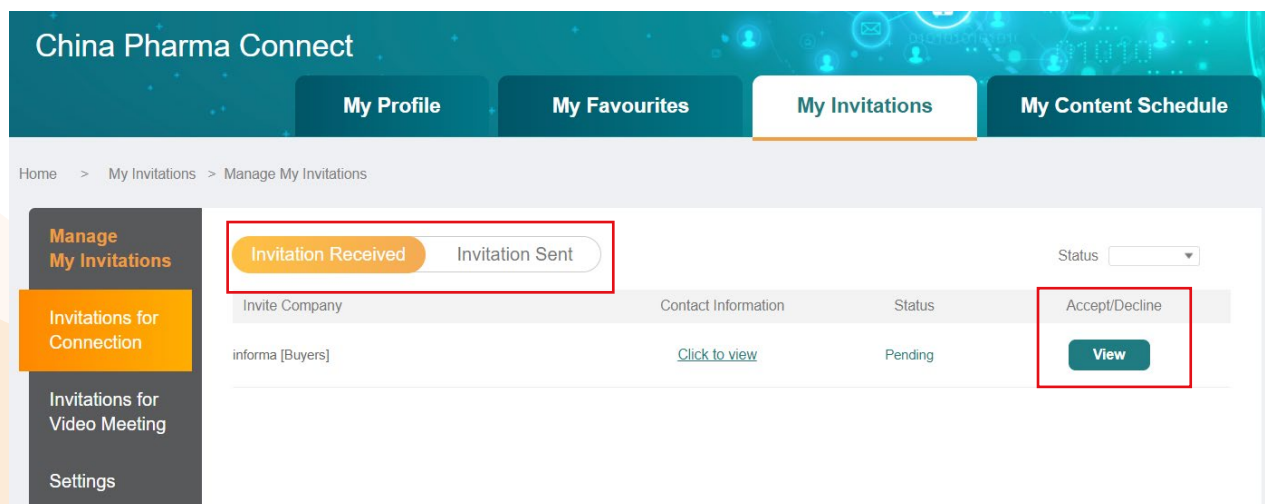 China Pharma Connect
My Profile
My Favourites
My Invitations
My Content Schedule
Home > My Invitations > Manage My Invitations
Manage
My Invitations
Invitation Received
Invitation Sent
Status
Invite Company
Contact Information
Status
Accept/Decline
Invitations for
Connection
informa [Buyers]
Click to view
Pending
View
Invitations for
Video Meeting
Settings